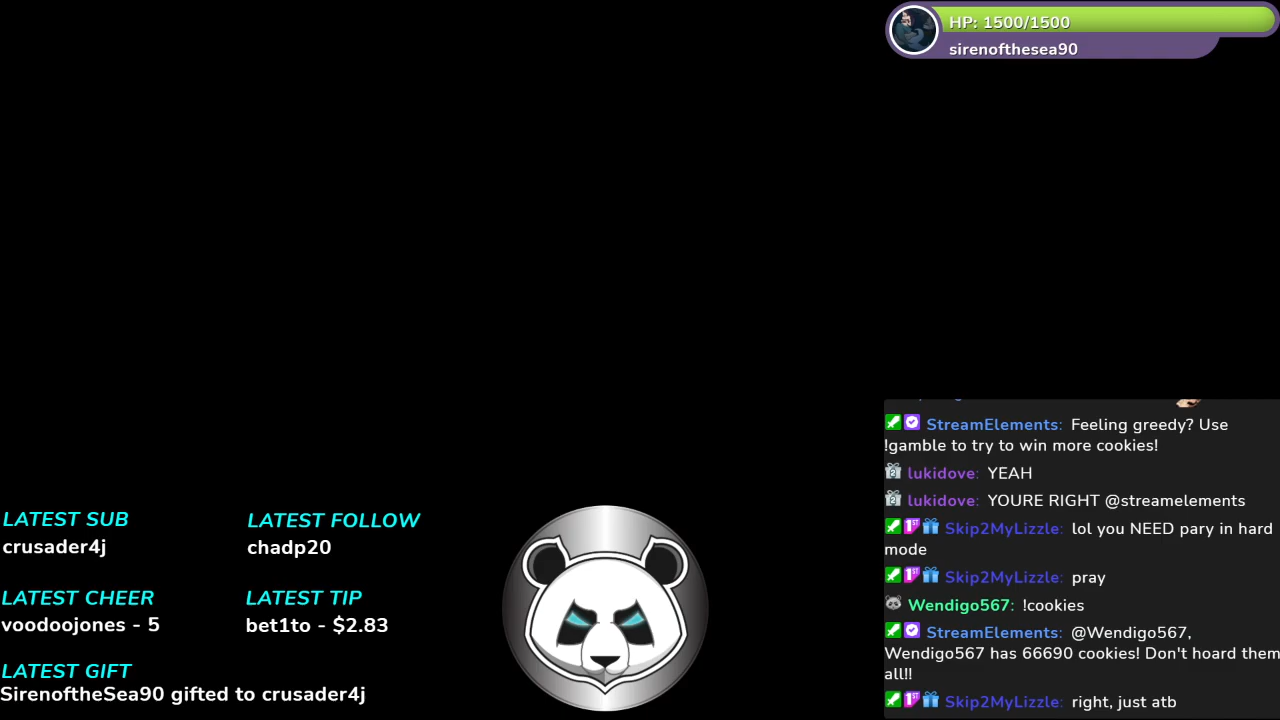 HP: 1500/1500
sirenofthesea90
StreamElements: Feeling greedy? Use
!gamble to try to win more cookies!
lukidove: YEAH
lukidove: YOURE RIGHT @streamelements
Skip2MyLizzle: lol you NEED pary in hard
mode
Skip2MyLizzle: pray
Wendigo567: !cookies
StreamElements: @Wendigo567,
Wendigo567 has 66690 cookies! Don't hoard them
all!!
Skip2MyLizzle: right, just atb
LATEST SUB
crusader4j
LATEST FOLLOW
chadp20
LATEST CHEER
voodoojones - 5
LATEST TIP
bet1to - $2.83
LATEST GIFT
SirenoftheSea90 gifted to crusader4j